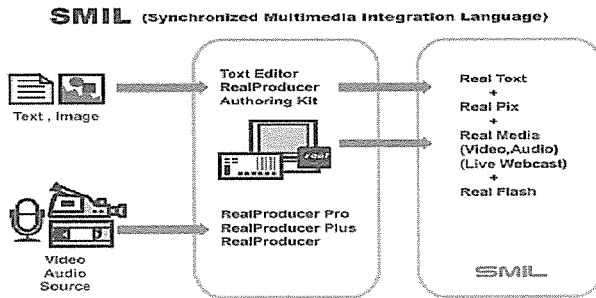 SMIL (Synchronized Multimedia Integration Language)
Text , Image
Text Editor
RealProducer
Authoring Kit
real
RealProducer Pro
RealProducer Plus
RealProducer
Video
Audio
Source
Real Text
+
Real Pix
+
Real Media
(Video,Audio)
(Live Webcast)
+
Real Flash
SMIL